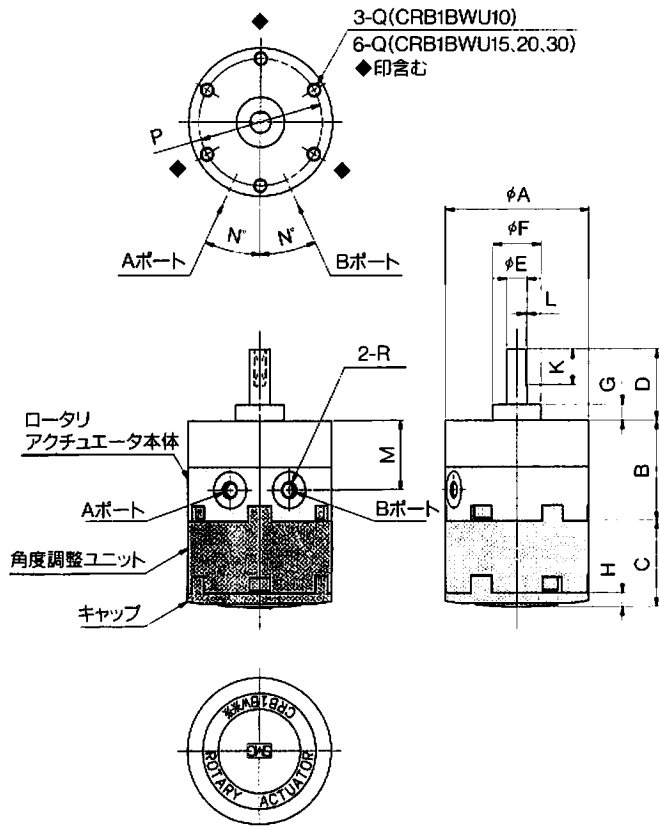 ◆
3-Q(CRB1BWU10)
6-Q(CRB1BWU15,20,30)
◆印含む
P
◆
◆
N°
N°
Aポート
Bポート
φA
φF
φE
L
K
G
D
2-R
ロータリ
アクチュエータ本体
M
B
Aポート
Bポート
角度調整ユニット
H
C
キャップ
CRB1BW※※
SMC
ROTARY ACTUATOR